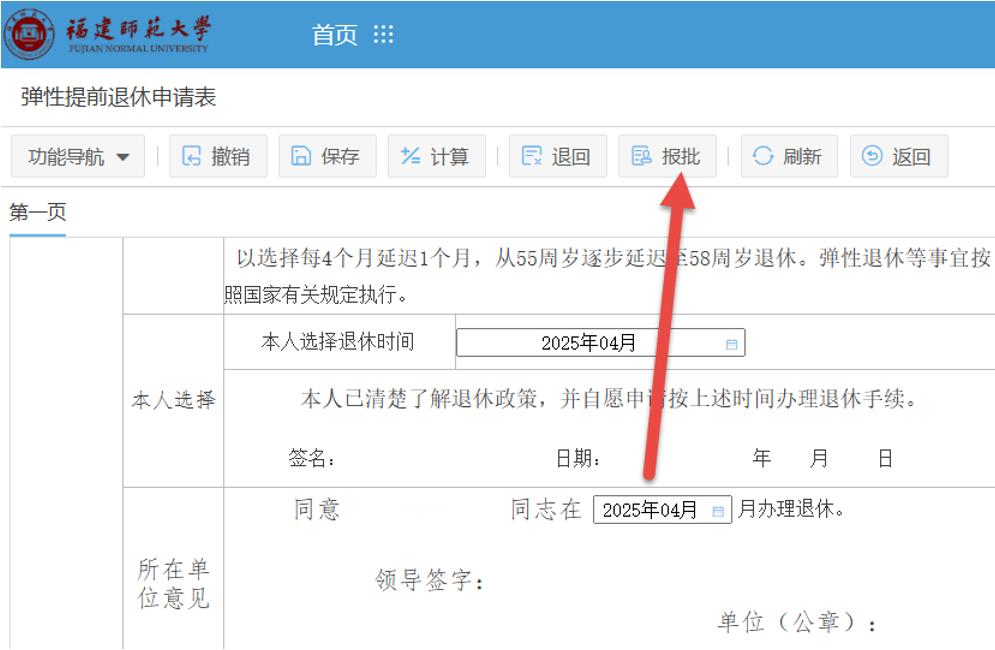 福建师范大学
FUJIAN NORMAL UNIVERSITY
首页
弹性提前退休申请表
功能导航 撤销 保存 计算 退回 报批 刷新 返回
第一页
以选择每4个月延迟1个月，从55周岁逐步延迟至58周岁退休。弹性退休等事宜按
照国家有关规定执行。
本人选择
本人选择退休时间 2025年04月
本人已清楚了解退休政策，并自愿申请按上述时间办理退休手续。
签名： 日期： 年 月 日
所在单
位意见
同意 同志在 2025年04月 月办理退休。
领导签字：
单位（公章）：